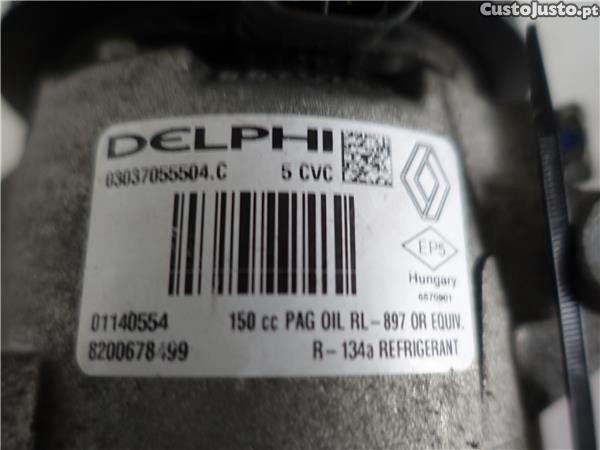 CustoJusto.pt
DELPHI
03037055504.C 5 CVC
EP5
Hungary
6570901
01140554 150 cc PAG OIL RL-897 OR EQUIV.
8200678499 R-134a REFRIGERANT